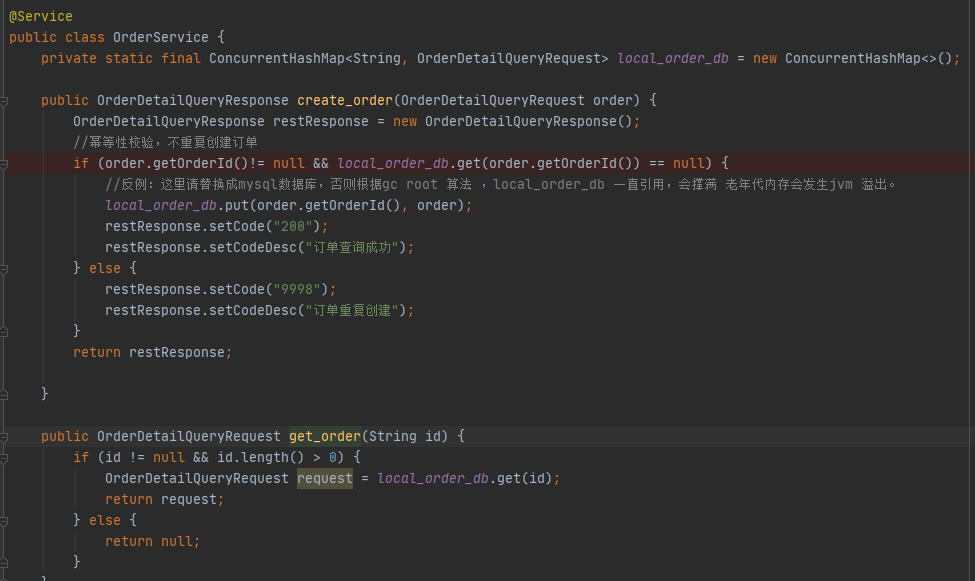 @Service
public class OrderService {
private static final ConcurrentHashMap<String, OrderDetailQueryRequest> local_order_db = new ConcurrentHashMap<>();
public OrderDetailQueryResponse create_order(OrderDetailQueryRequest order) {
OrderDetailQueryResponse restResponse = new OrderDetailQueryResponse();
//幂等性校验，不重复创建订单
if (order.getOrderId()!= null && local_order_db.get(order.getOrderId()) == null) {
//反例：这里请替换成mysql数据库，否则根据gc root 算法 ，local_order_db 一直引用，会撑满 老年代内存会发生jvm 溢出。
local_order_db.put(order.getOrderId(), order);
restResponse.setCode("200");
restResponse.setCodeDesc("订单查询成功");
} else {
restResponse.setCode("9998");
restResponse.setCodeDesc("订单重复创建");
}
return restResponse;
}
public OrderDetailQueryRequest get_order(String id) {
if (id != null && id.length() > 0) {
OrderDetailQueryRequest request = local_order_db.get(id);
return request;
} else {
return null;
}